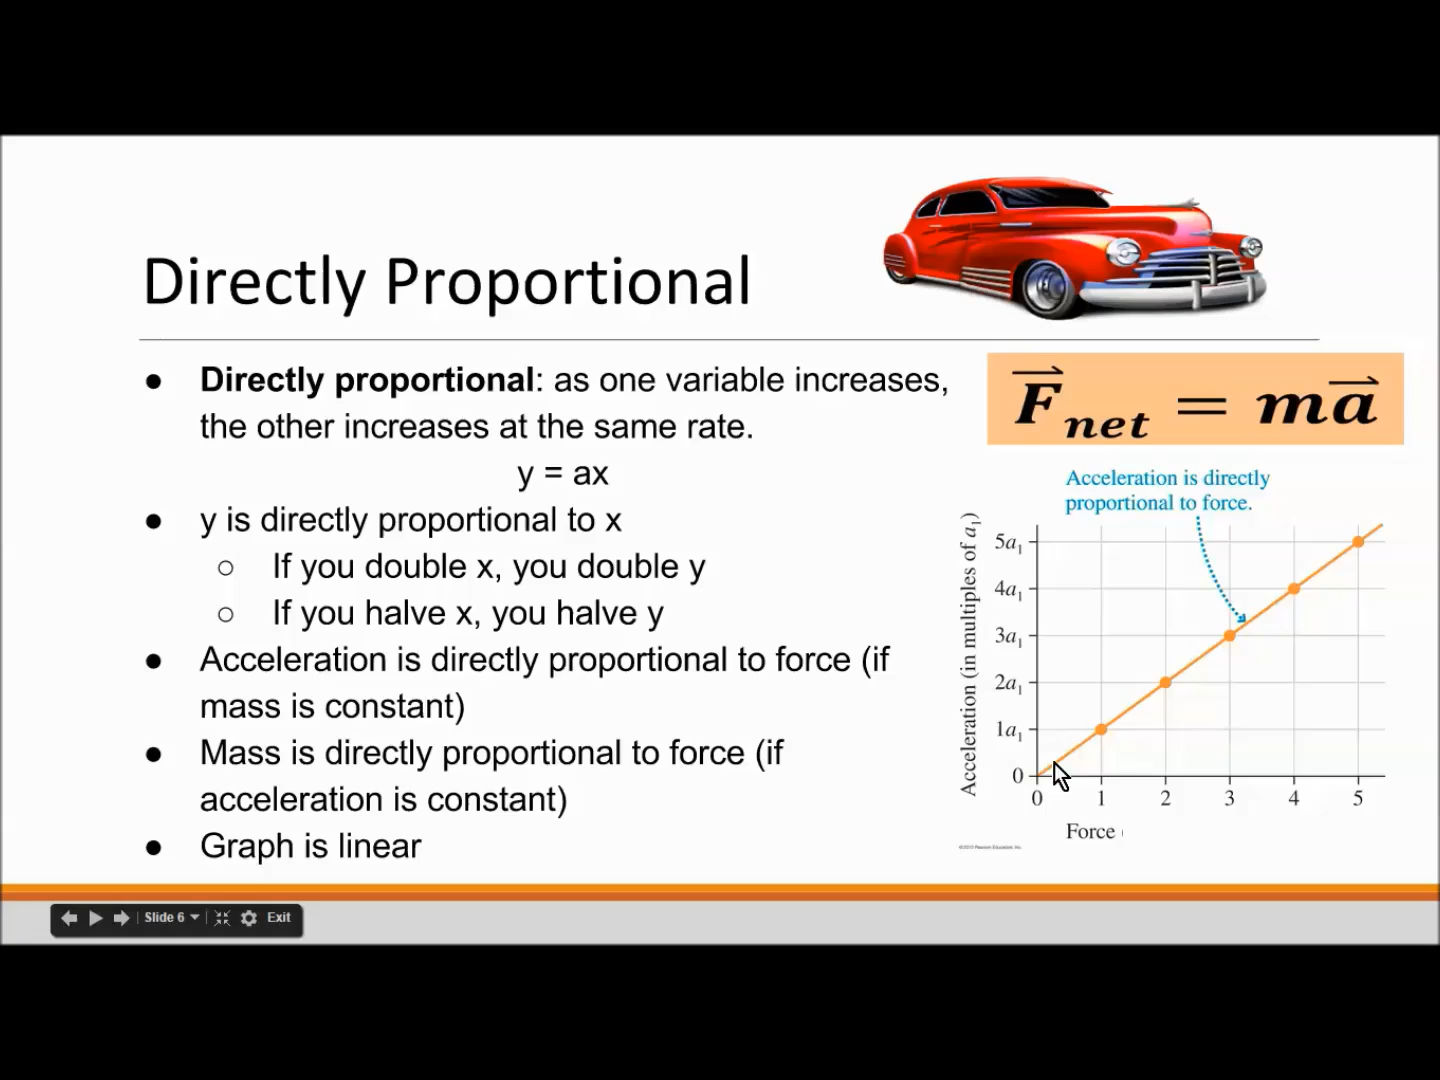 Directly Proportional
● Directly proportional: as one variable increases,
the other increases at the same rate.
y = ax
● y is directly proportional to x
○ If you double x, you double y
○ If you halve x, you halve y
● Acceleration is directly proportional to force (if
mass is constant)
● Mass is directly proportional to force (if
acceleration is constant)
● Graph is linear
F⃗net = ma⃗
Acceleration is directly
proportional to force.
Acceleration (in multiples of a₁)
5a₁
4a₁
3a₁
2a₁
1a₁
0
0 1 2 3 4 5
Force (
Slide 6 Exit